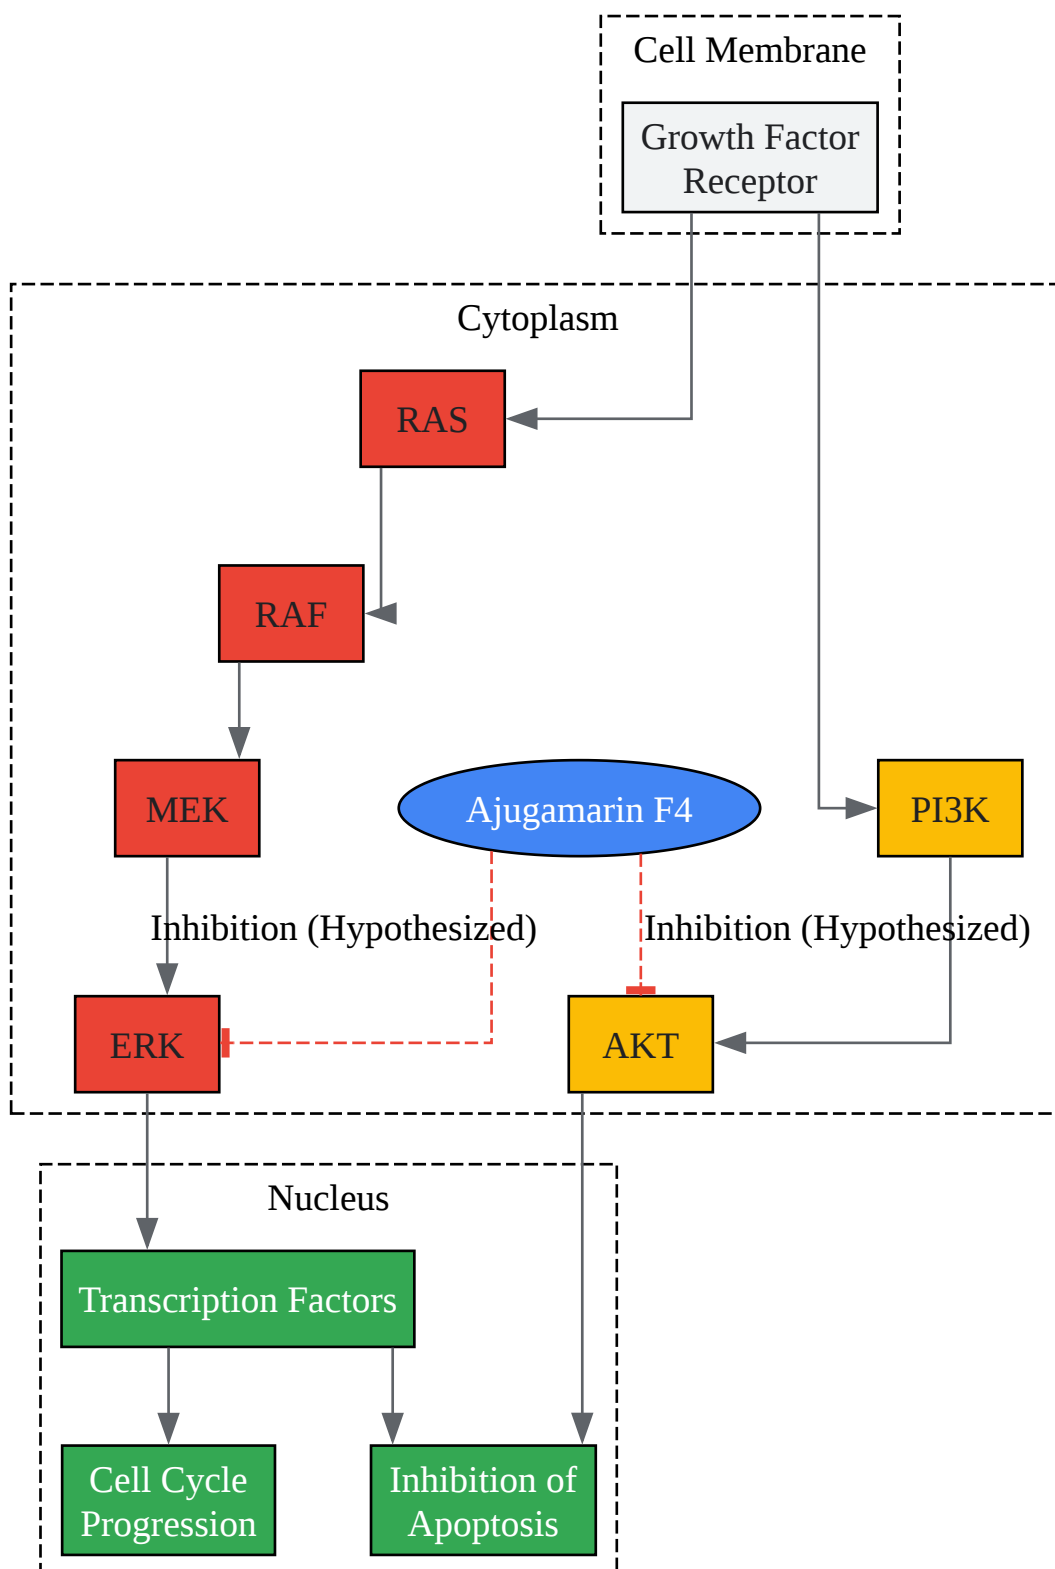 Cell Membrane
Growth Factor
Receptor
Cytoplasm
RAS
RAF
MEK
Ajugamarin F4
PI3K
Inhibition (Hypothesized)
Inhibition (Hypothesized)
ERK
AKT
Nucleus
Transcription Factors
Cell Cycle
Progression
Inhibition of
Apoptosis